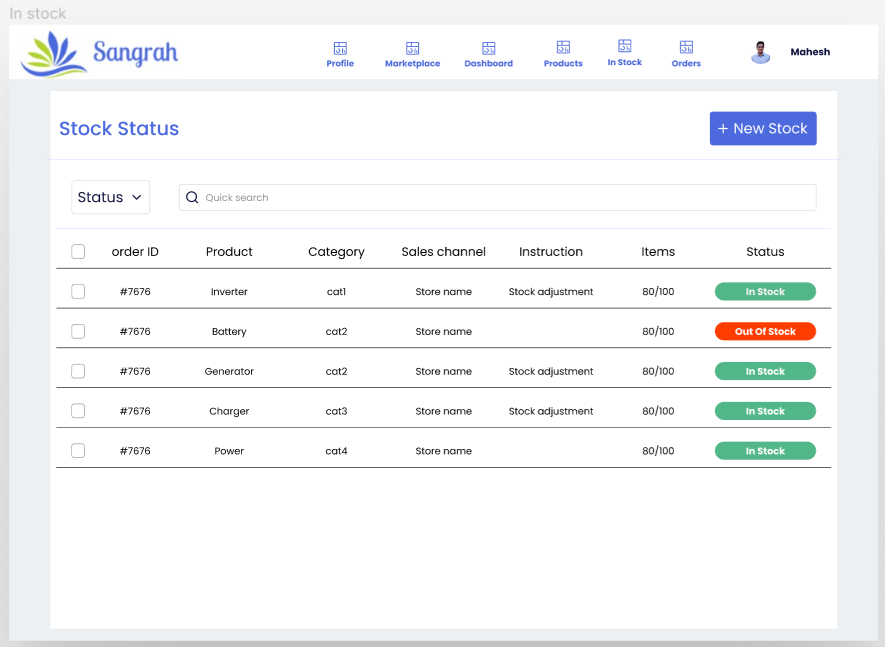 In stock
Sangrah
Profile Marketplace Dashboard Products In Stock Orders Mahesh
Stock Status + New Stock
Status Quick search
order ID Product Category Sales channel Instruction Items Status
#7676 Inverter cat1 Store name Stock adjustment 80/100 In Stock
#7676 Battery cat2 Store name 80/100 Out Of Stock
#7676 Generator cat2 Store name Stock adjustment 80/100 In Stock
#7676 Charger cat3 Store name Stock adjustment 80/100 In Stock
#7676 Power cat4 Store name 80/100 In Stock